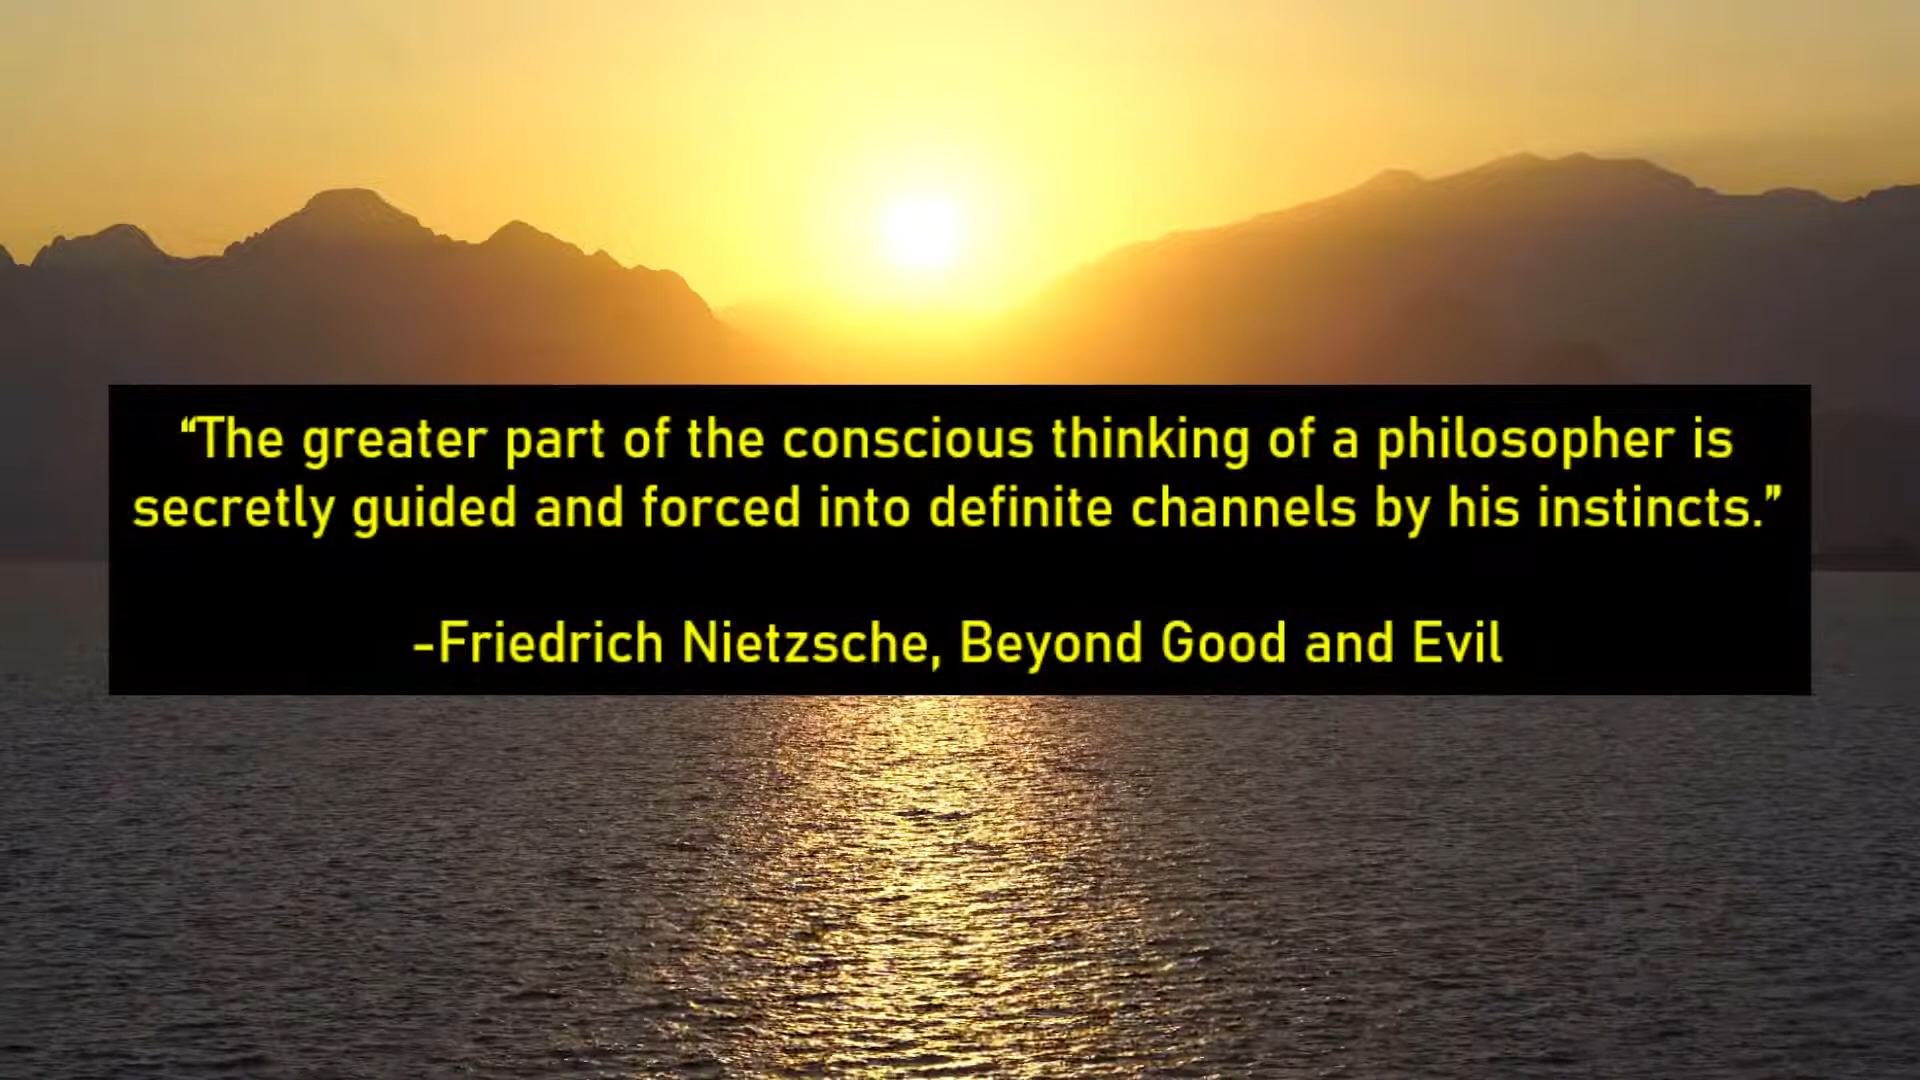 “The greater part of the conscious thinking of a philosopher is
secretly guided and forced into definite channels by his instincts.”
-Friedrich Nietzsche, Beyond Good and Evil